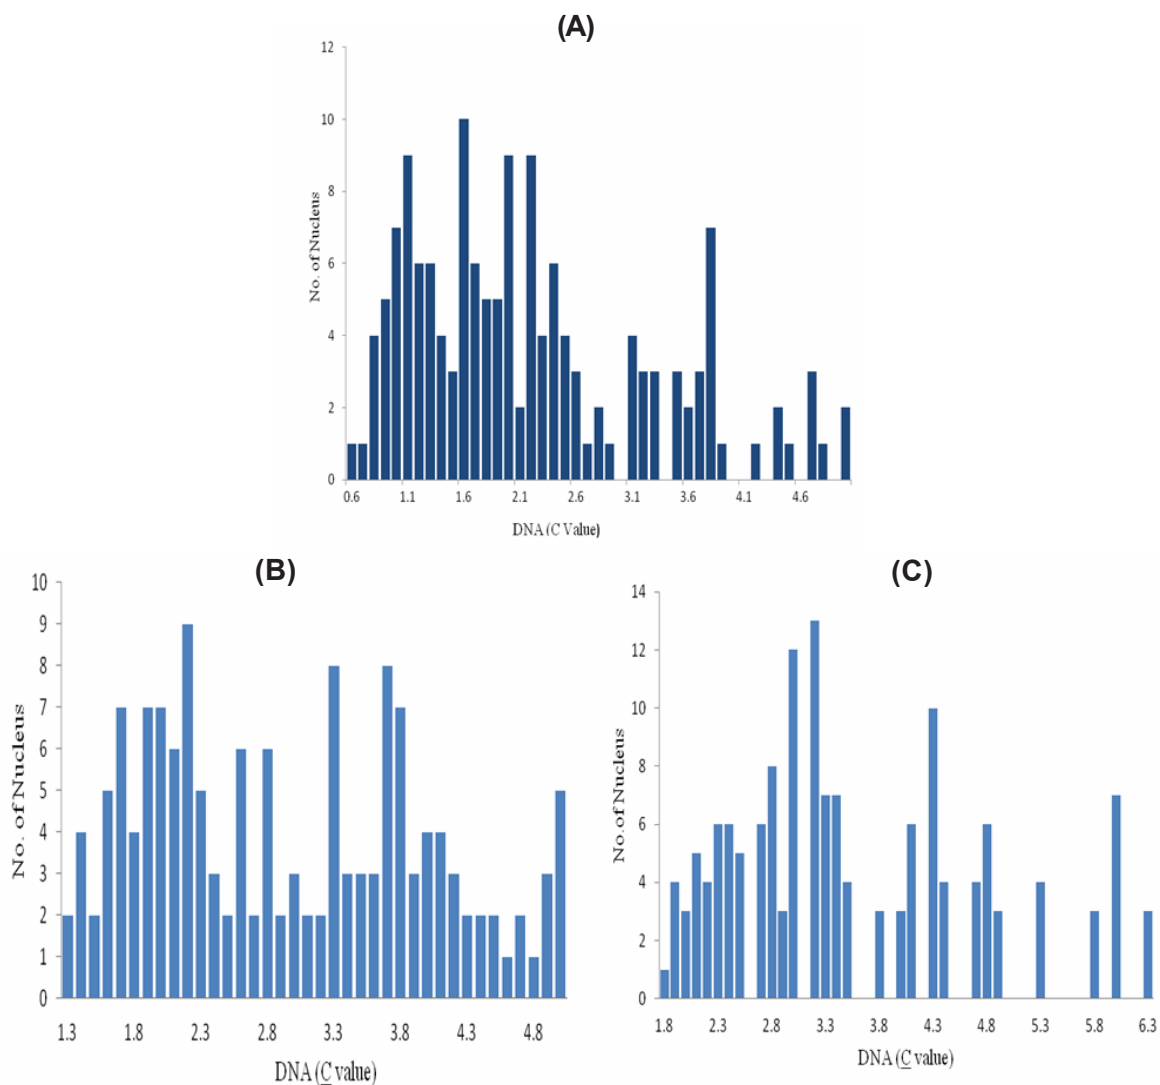 (A)
12
10
8
6
4
2
0
No. of Nucleus
0.6 1.1 1.6 2.1 2.6 3.1 3.6 4.1 4.6
DNA (C Value)
(B)
10
9
8
7
6
5
4
3
2
1
0
No. of Nucleus
1.3 1.8 2.3 2.8 3.3 3.8 4.3 4.8
DNA (C value)
(C)
14
12
10
8
6
4
2
0
No. of Nucleus
1.8 2.3 2.8 3.3 3.8 4.3 4.8 5.3 5.8 6.3
DNA (C value)